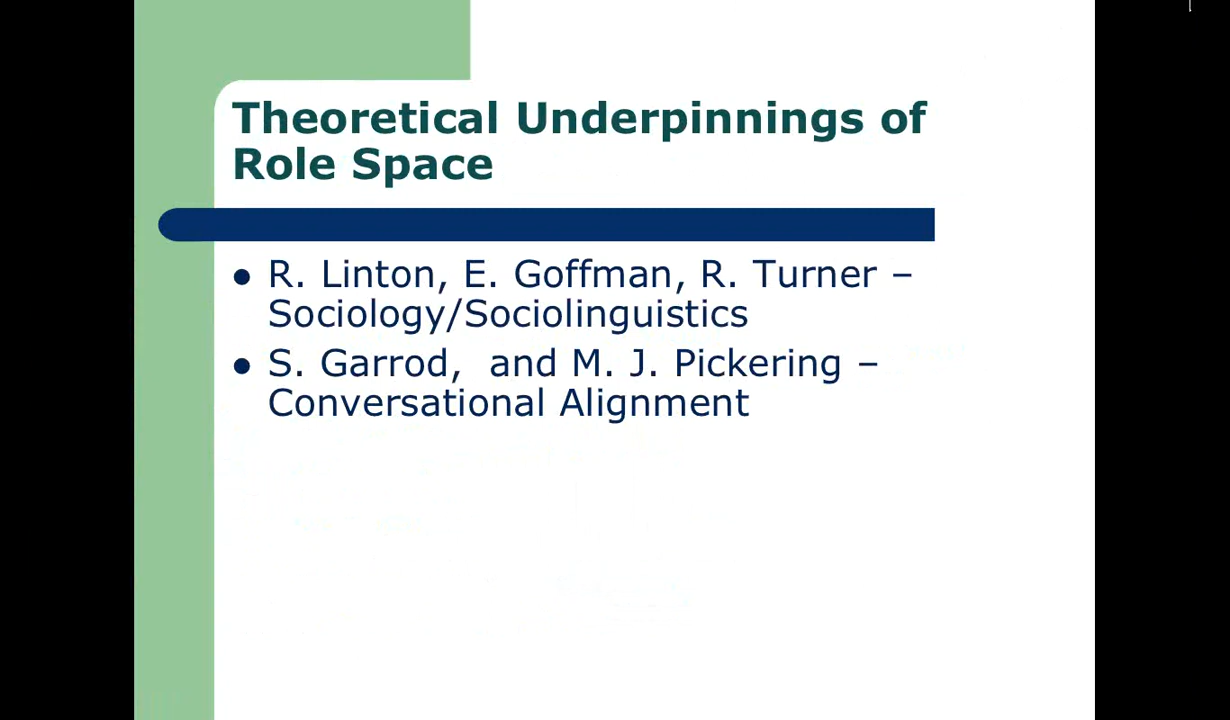 Theoretical Underpinnings of
Role Space
● R. Linton, E. Goffman, R. Turner –
Sociology/Sociolinguistics
● S. Garrod,  and M. J. Pickering –
Conversational Alignment